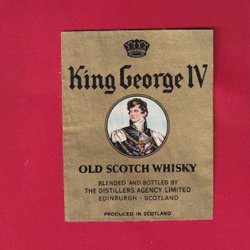 King George IV
OLD SCOTCH WHISKY
BLENDED AND BOTTLED BY
THE DISTILLERS AGENCY LIMITED
EDINBURGH - SCOTLAND
PRODUCED IN SCOTLAND